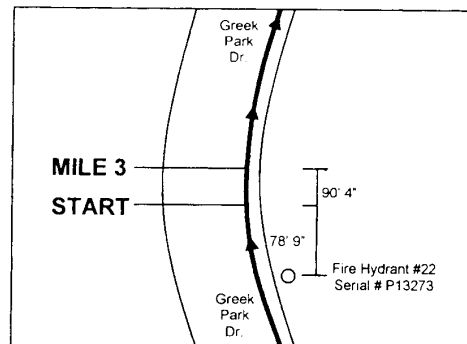 Greek
Park
Dr.
MILE 3
START
90' 4"
78' 9"
Fire Hydrant #22
Serial # P13273
Greek
Park
Dr.